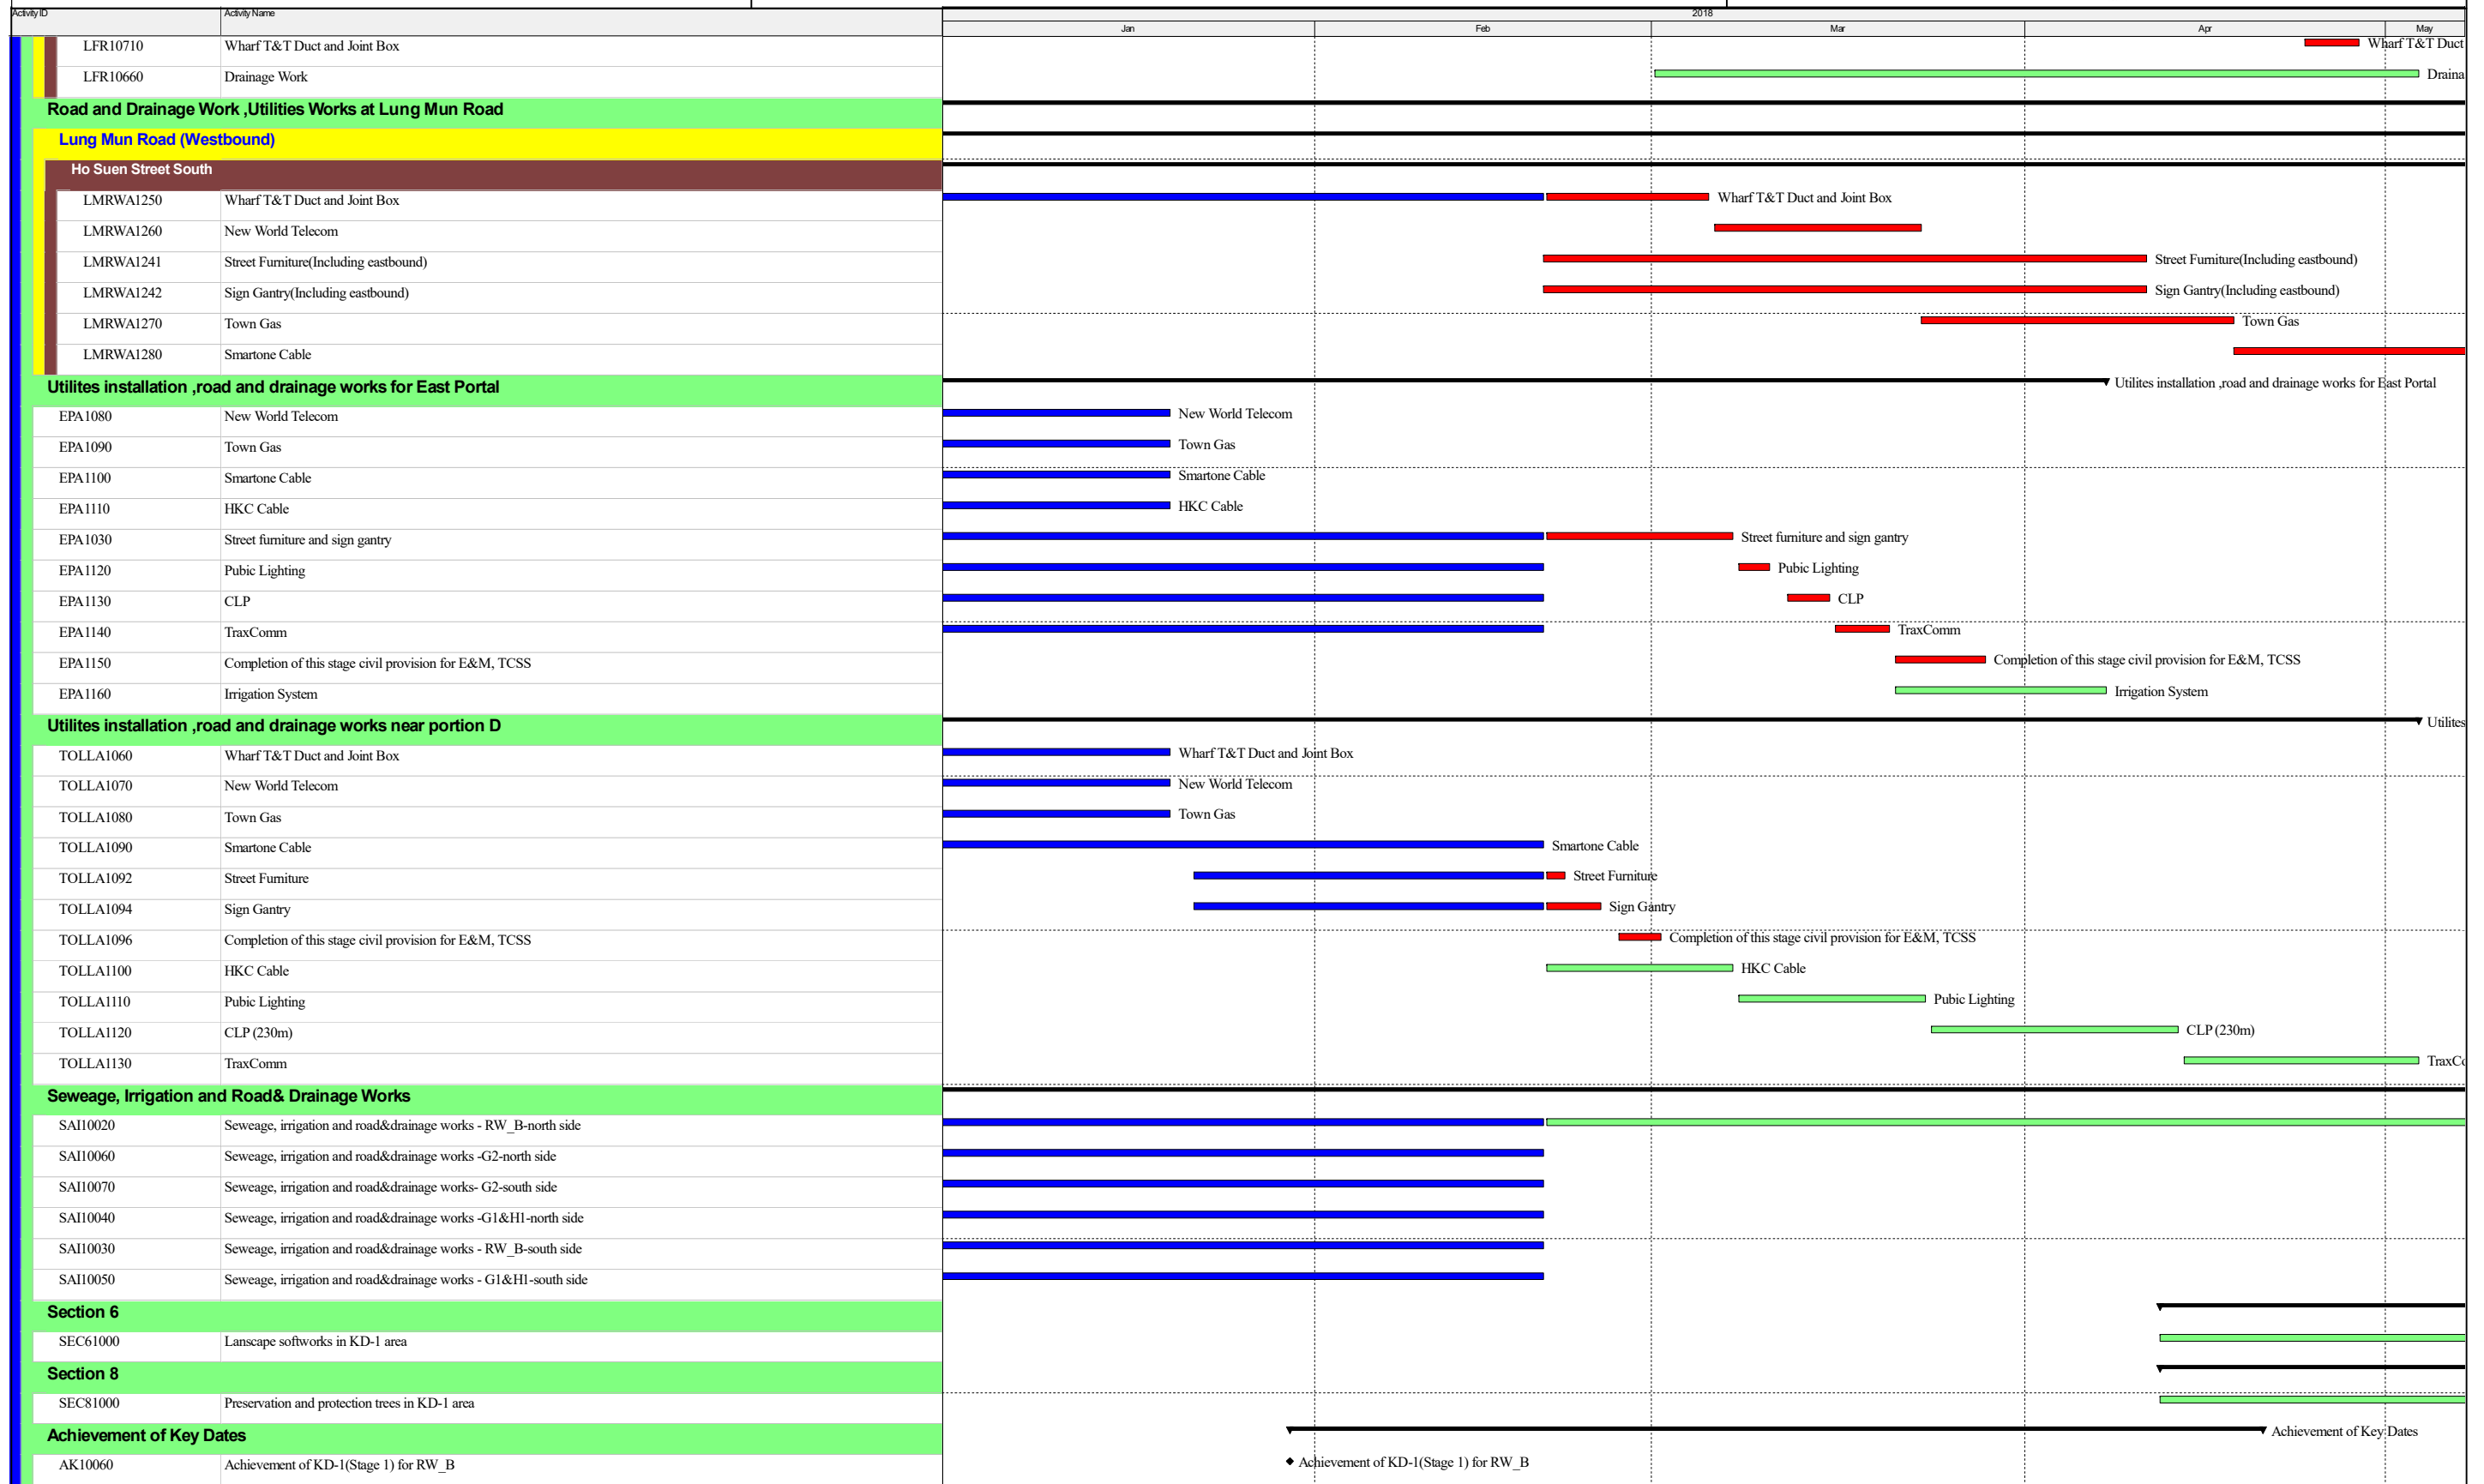 Activity ID Activity Name 2018
Jan Feb Mar Apr May
LFR10710 Wharf T&T Duct and Joint Box Wharf T&T Duct
LFR10660 Drainage Work Draina
Road and Drainage Work ,Utilities Works at Lung Mun Road
Lung Mun Road (Westbound)
Ho Suen Street South
LMRWA1250 Wharf T&T Duct and Joint Box Wharf T&T Duct and Joint Box
LMRWA1260 New World Telecom
LMRWA1241 Street Furniture(Including eastbound) Street Furniture(Including eastbound)
LMRWA1242 Sign Gantry(Including eastbound) Sign Gantry(Including eastbound)
LMRWA1270 Town Gas Town Gas
LMRWA1280 Smartone Cable
Utilites installation ,road and drainage works for East Portal Utilites installation ,road and drainage works for East Portal
EPA1080 New World Telecom New World Telecom
EPA1090 Town Gas Town Gas
EPA1100 Smartone Cable Smartone Cable
EPA1110 HKC Cable HKC Cable
EPA1030 Street furniture and sign gantry Street furniture and sign gantry
EPA1120 Pubic Lighting Pubic Lighting
EPA1130 CLP CLP
EPA1140 TraxComm TraxComm
EPA1150 Completion of this stage civil provision for E&M, TCSS Completion of this stage civil provision for E&M, TCSS
EPA1160 Irrigation System Irrigation System
Utilites installation ,road and drainage works near portion D Utilites
TOLLA1060 Wharf T&T Duct and Joint Box Wharf T&T Duct and Joint Box
TOLLA1070 New World Telecom New World Telecom
TOLLA1080 Town Gas Town Gas
TOLLA1090 Smartone Cable Smartone Cable
TOLLA1092 Street Furniture Street Furniture
TOLLA1094 Sign Gantry Sign Gantry
TOLLA1096 Completion of this stage civil provision for E&M, TCSS Completion of this stage civil provision for E&M, TCSS
TOLLA1100 HKC Cable HKC Cable
TOLLA1110 Pubic Lighting Pubic Lighting
TOLLA1120 CLP (230m) CLP (230m)
TOLLA1130 TraxComm TraxCo
Seweage, Irrigation and Road& Drainage Works
SAI10020 Seweage, irrigation and road&drainage works - RW_B-north side
SAI10060 Seweage, irrigation and road&drainage works -G2-north side
SAI10070 Seweage, irrigation and road&drainage works- G2-south side
SAI10040 Seweage, irrigation and road&drainage works -G1&H1-north side
SAI10030 Seweage, irrigation and road&drainage works - RW_B-south side
SAI10050 Seweage, irrigation and road&drainage works - G1&H1-south side
Section 6
SEC61000 Lanscape softworks in KD-1 area
Section 8
SEC81000 Preservation and protection trees in KD-1 area
Achievement of Key Dates Achievement of Key Dates
AK10060 Achievement of KD-1(Stage 1) for RW_B Achievement of KD-1(Stage 1) for RW_B